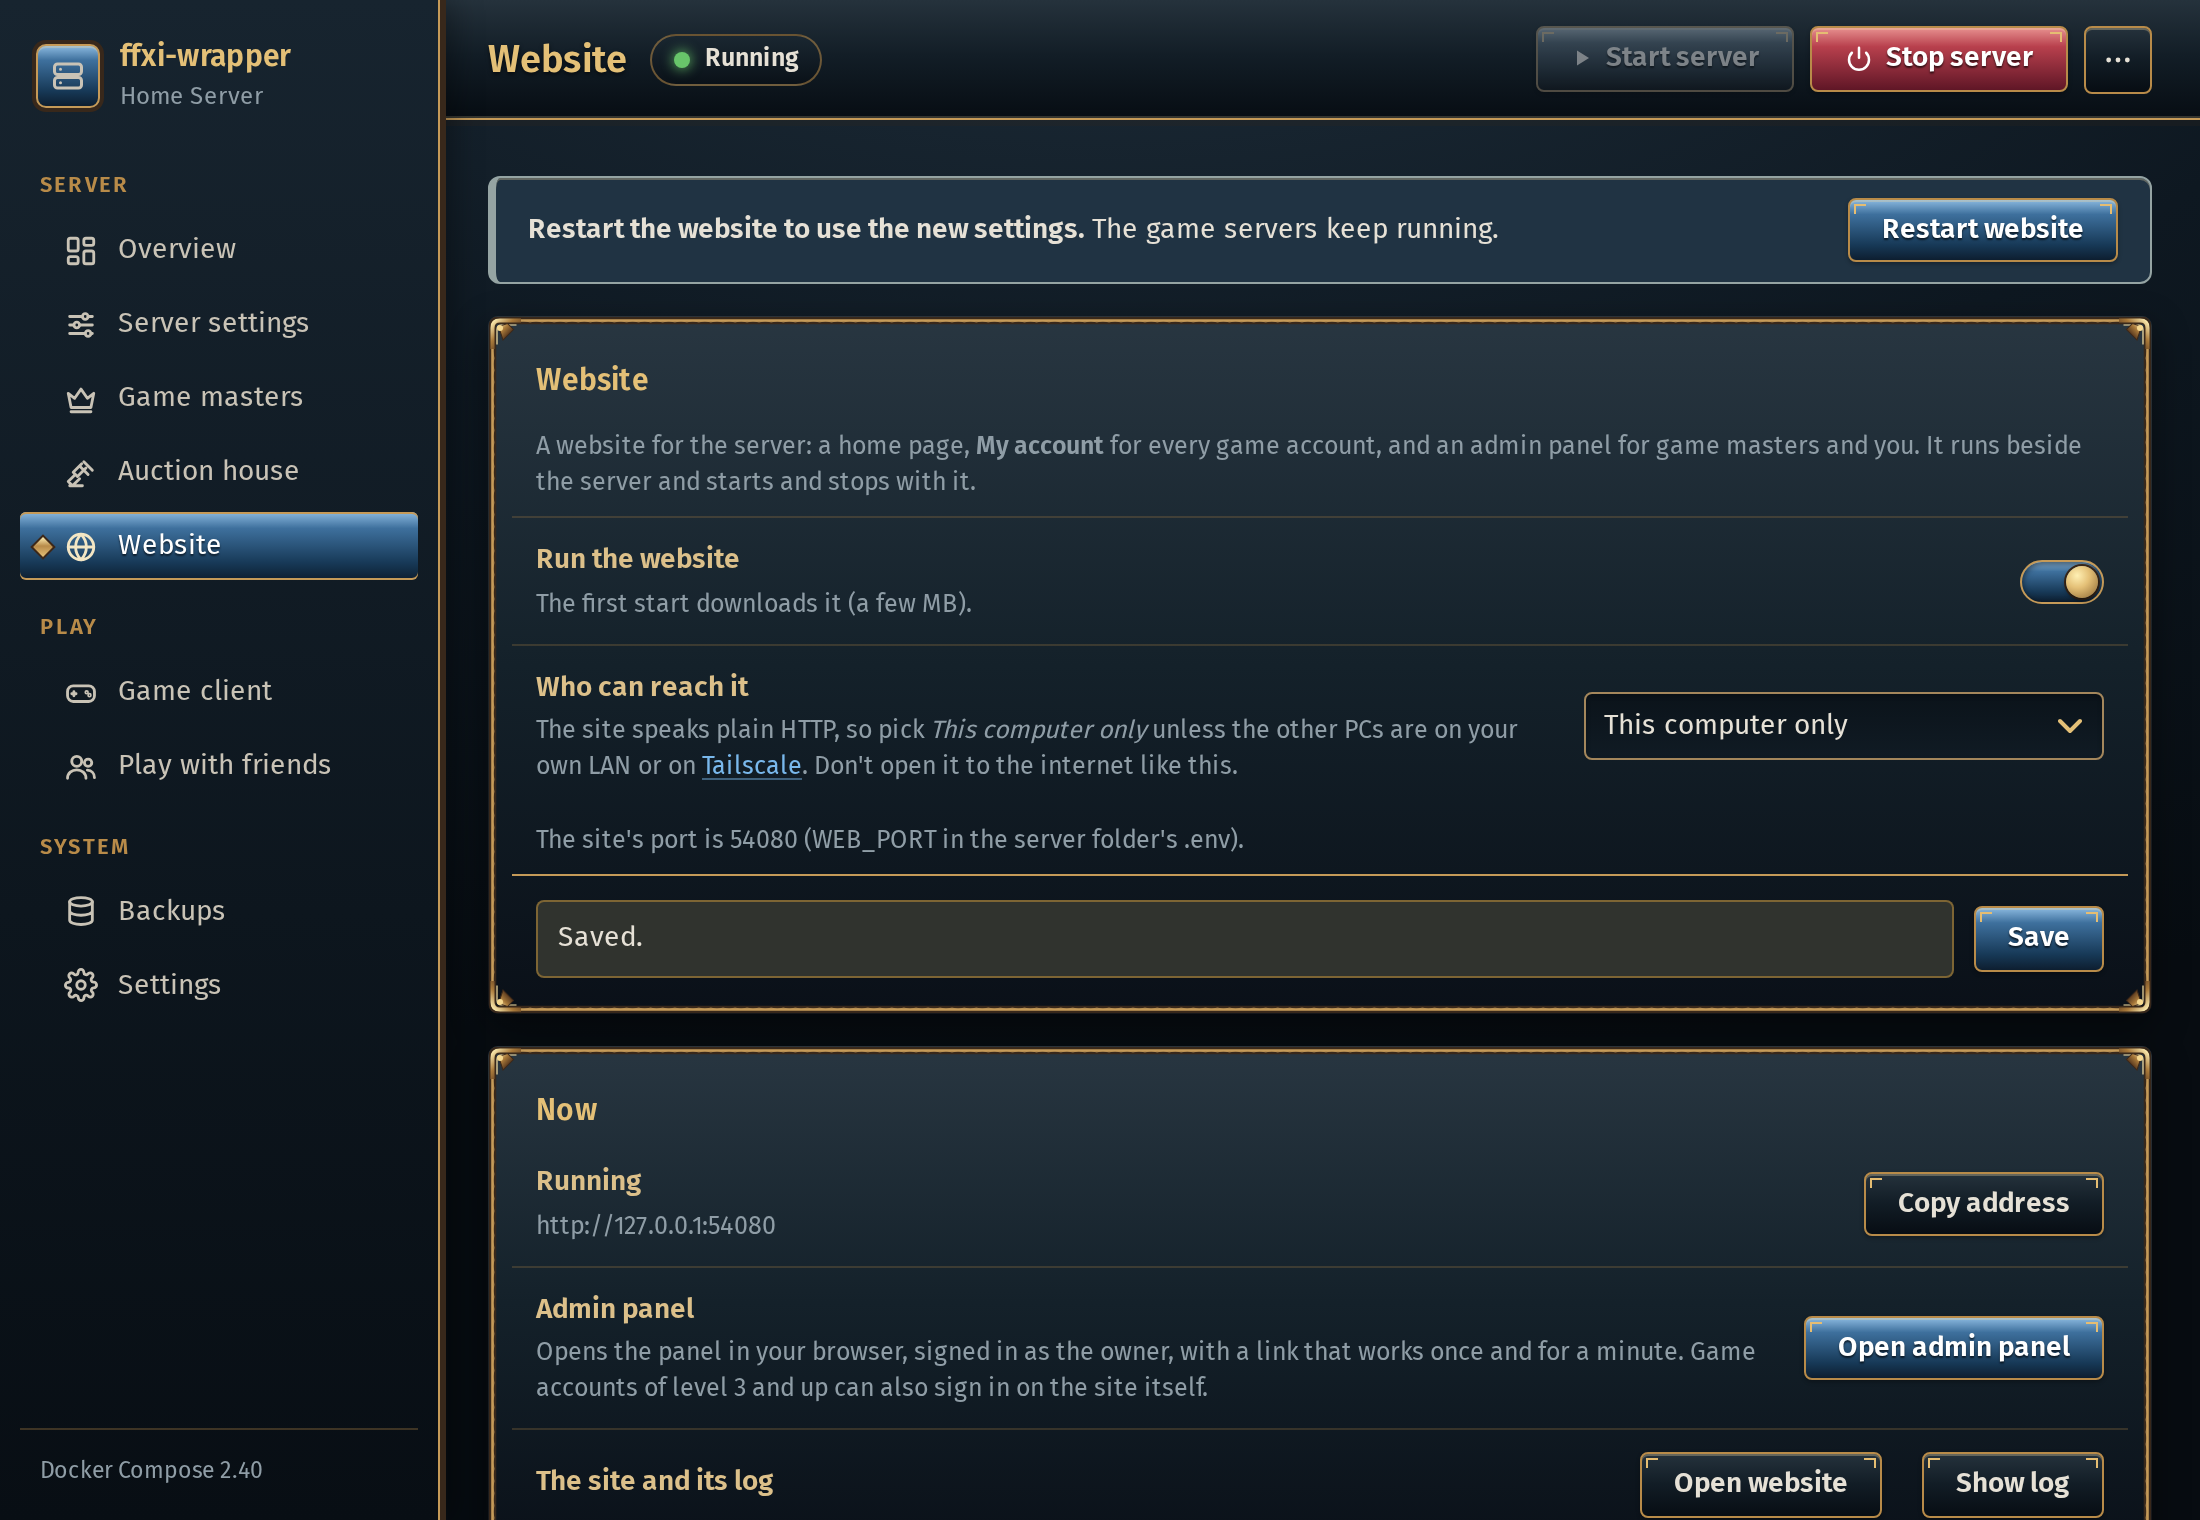 ffxi-wrapper
Home Server
SERVER
Overview
Server settings
Game masters
Auction house
Website
PLAY
Game client
Play with friends
SYSTEM
Backups
Settings
Docker Compose 2.40
Website
Running
Start server
Stop server
...
Restart the website to use the new settings. The game servers keep running.
Restart website
Website
A website for the server: a home page, My account for every game account, and an admin panel for game masters and you. It runs beside
the server and starts and stops with it.
Run the website
The first start downloads it (a few MB).
Who can reach it
The site speaks plain HTTP, so pick This computer only unless the other PCs are on your
own LAN or on Tailscale. Don't open it to the internet like this.
This computer only
The site's port is 54080 (WEB_PORT in the server folder's .env).
Saved.
Save
Now
Running
http://127.0.0.1:54080
Copy address
Admin panel
Opens the panel in your browser, signed in as the owner, with a link that works once and for a minute. Game
accounts of level 3 and up can also sign in on the site itself.
Open admin panel
The site and its log
Open website
Show log